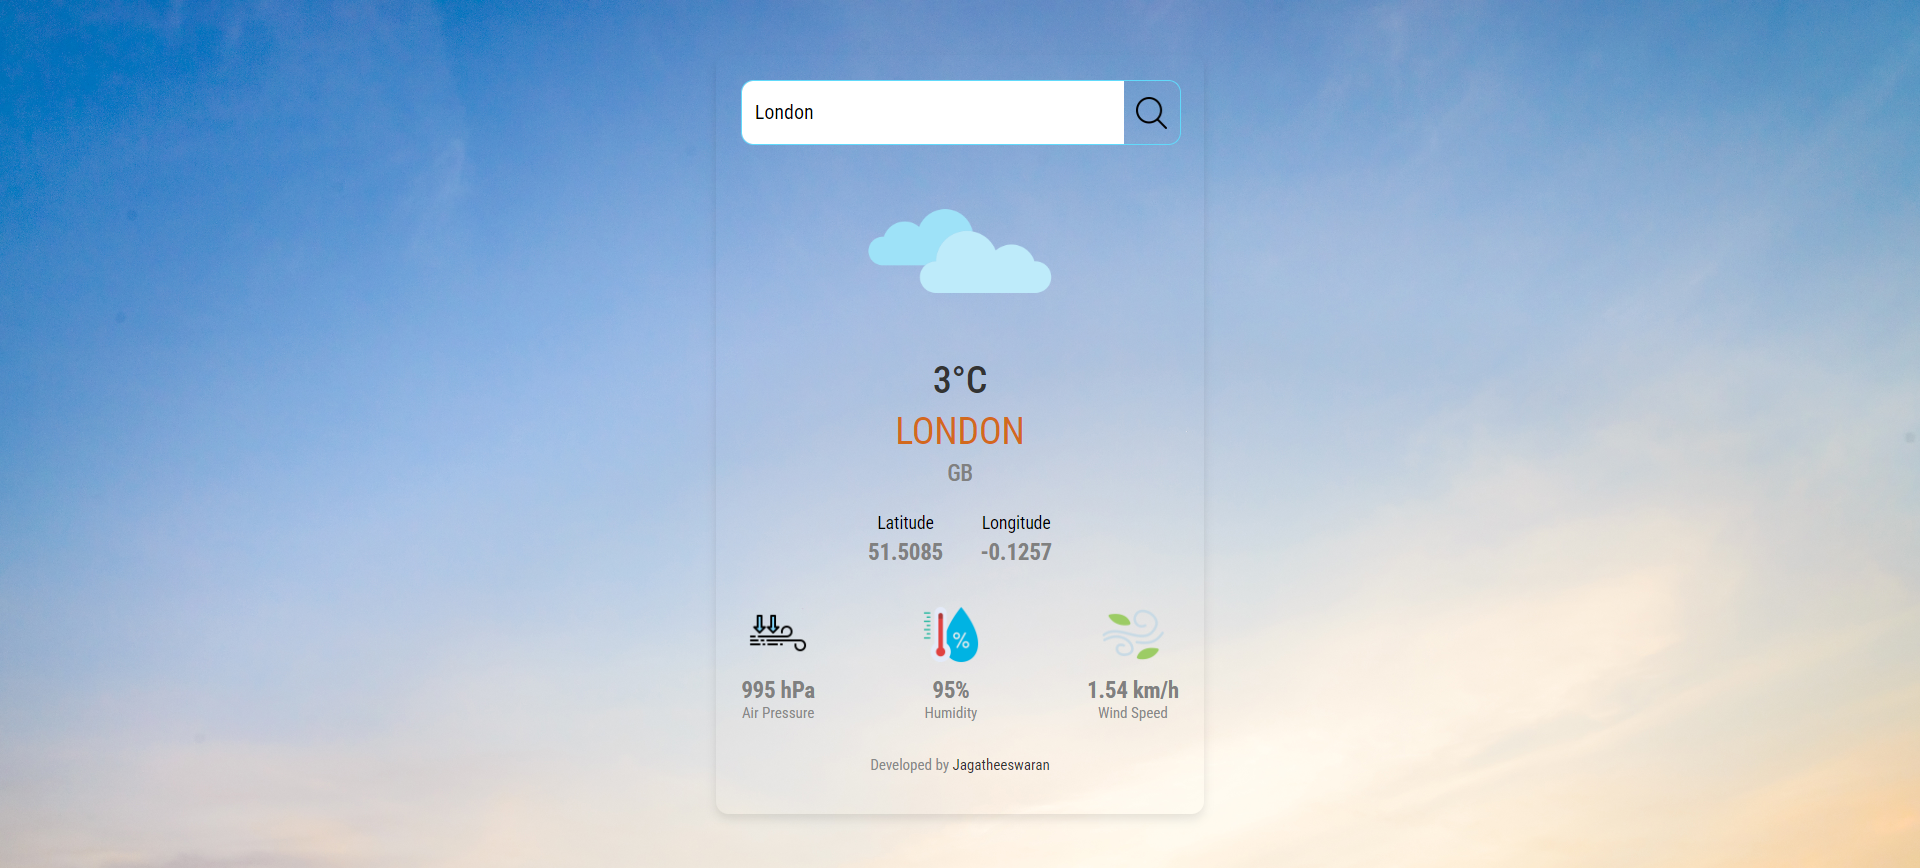 London
3°C
LONDON
GB
Latitude Longitude
51.5085 -0.1257
%
995 hPa 95% 1.54 km/h
Air Pressure Humidity Wind Speed
Developed by Jagatheeswaran